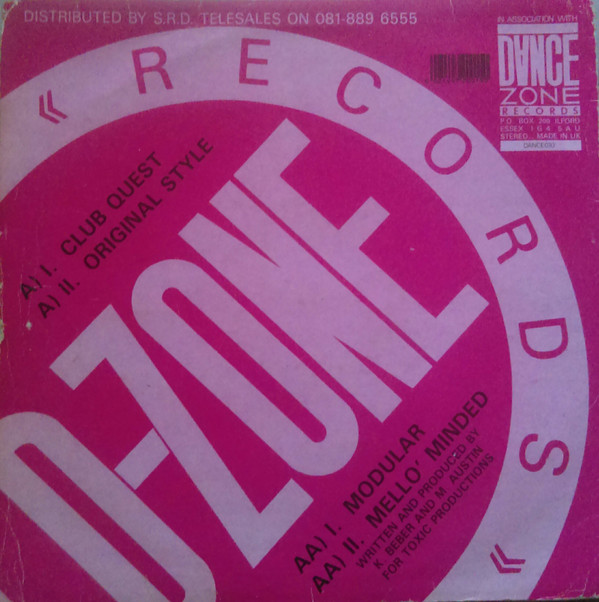 DISTRIBUTED BY S.R.D. TELESALES ON 081-889 6555
IN ASSOCIATION WITH
DANCE
ZONE
RECORDS
P.O. BOX 288 ILFORD
ESSEX IG4 5AU
STEREO... MADE IN UK
« RECORDS »
A) I. CLUB QUEST
A) II. ORIGINAL STYLE
O-ZONE
AA) I. MODULAR
AA) II. MELLO' MINDED
WRITTEN AND PRODUCED BY
K. BEBER AND M. AUSTIN
FOR TOXIC PRODUCTIONS